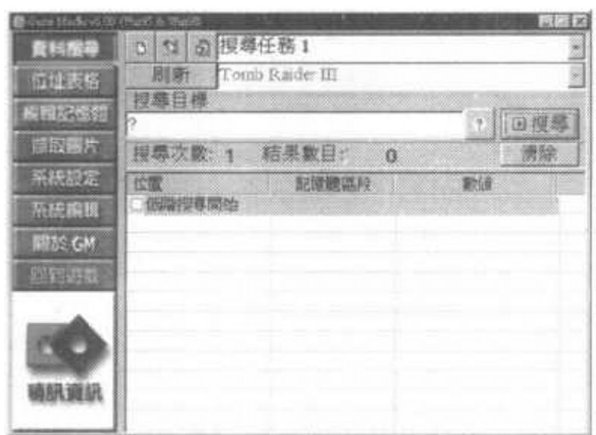 資料搜尋
搜尋任務 1
位址表格
刷新
Tomb Raider III
搜尋目標
編輯記憶體
?
?
搜尋
擷取圖片
搜尋次數: 1
結果數目:
0
清除
系統設定
位置
記憶體區段
數值
系統編輯
搜尋開始
關於 GM
回到遊戲
曉訊資訊